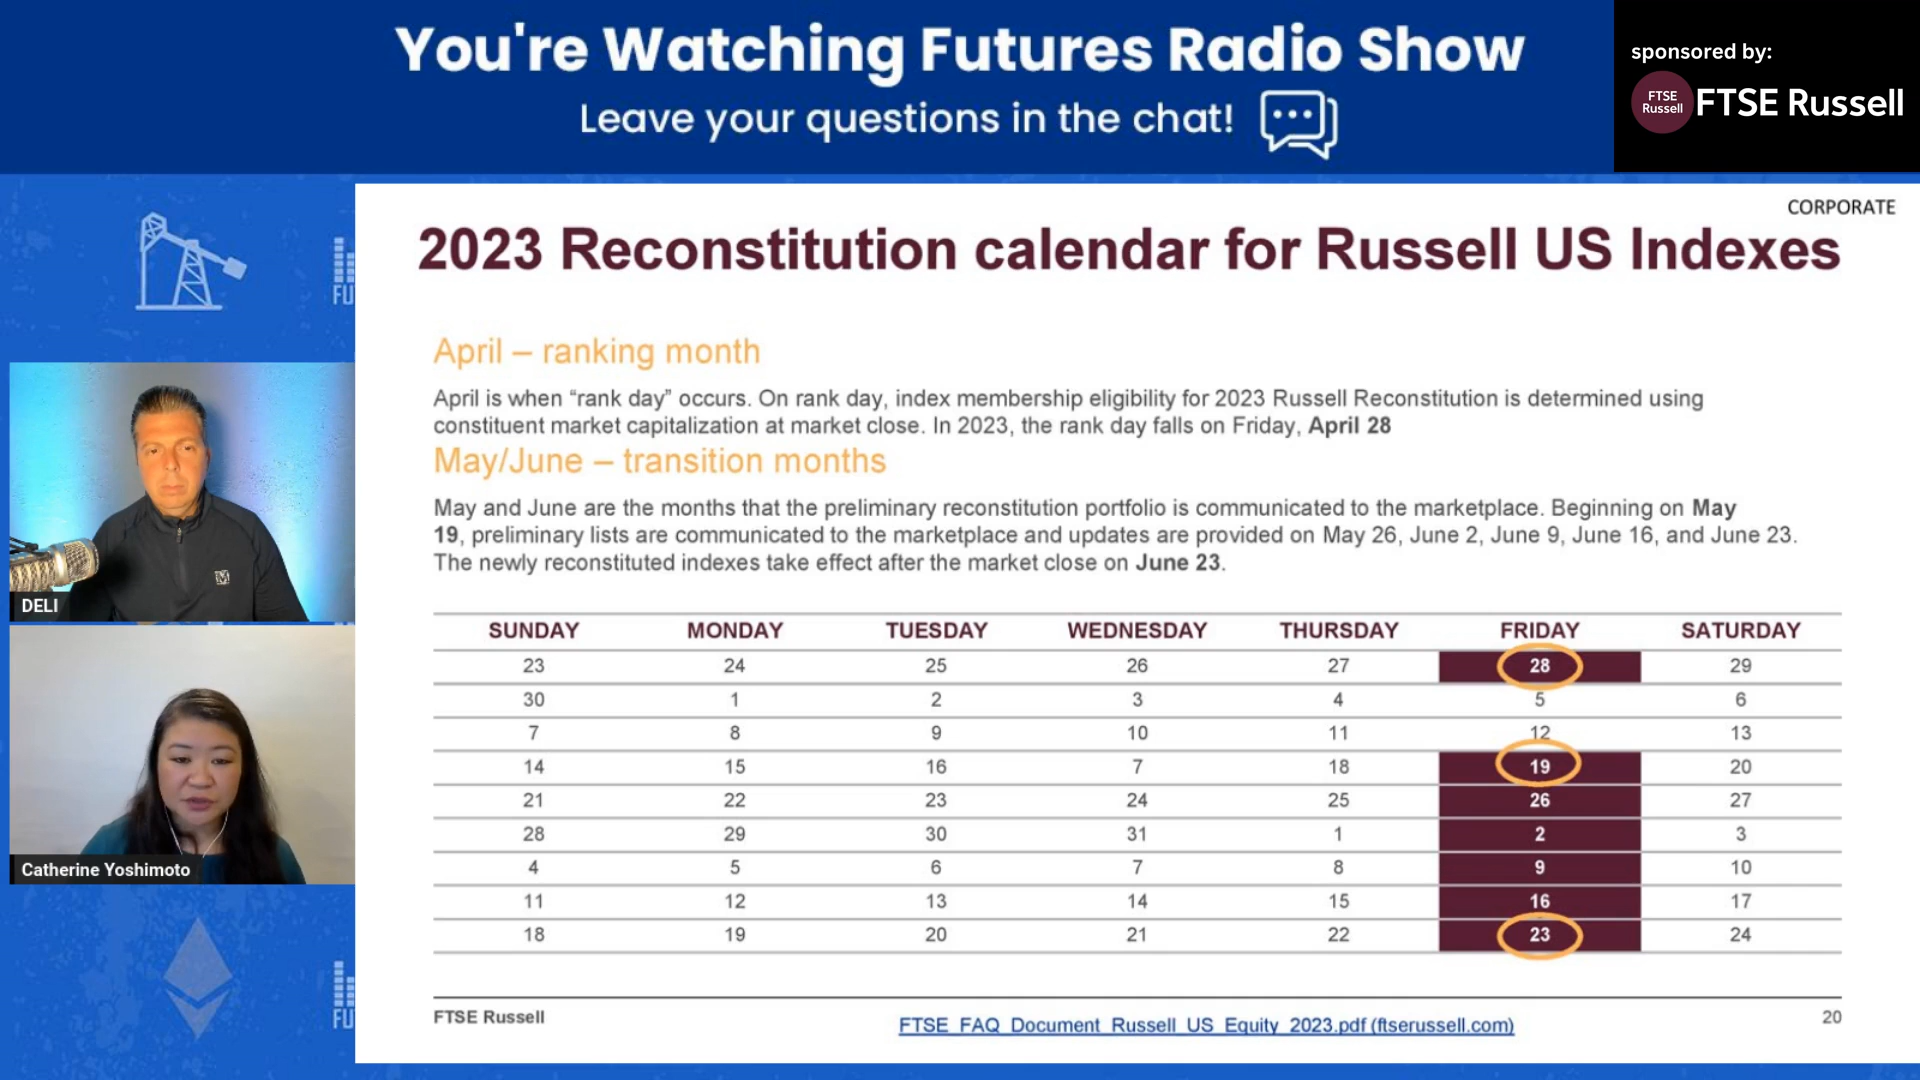 You're Watching Futures Radio Show
Leave your questions in the chat!
sponsored by:
FTSE
Russell
FTSE Russell
CORPORATE
2023 Reconstitution calendar for Russell US Indexes
April – ranking month
April is when “rank day” occurs. On rank day, index membership eligibility for 2023 Russell Reconstitution is determined using
constituent market capitalization at market close. In 2023, the rank day falls on Friday, April 28
May/June – transition months
May and June are the months that the preliminary reconstitution portfolio is communicated to the marketplace. Beginning on May
19, preliminary lists are communicated to the marketplace and updates are provided on May 26, June 2, June 9, June 16, and June 23.
The newly reconstituted indexes take effect after the market close on June 23.
SUNDAY MONDAY TUESDAY WEDNESDAY THURSDAY FRIDAY SATURDAY
23 24 25 26 27 28 29
30 1 2 3 4 5 6
7 8 9 10 11 12 13
14 15 16 7 18 19 20
21 22 23 24 25 26 27
28 29 30 31 1 2 3
4 5 6 7 8 9 10
11 12 13 14 15 16 17
18 19 20 21 22 23 24
FTSE Russell
FTSE_FAQ_Document_Russell_US_Equity_2023.pdf (ftserussell.com)
20
DELI
Catherine Yoshimoto
FU
FU